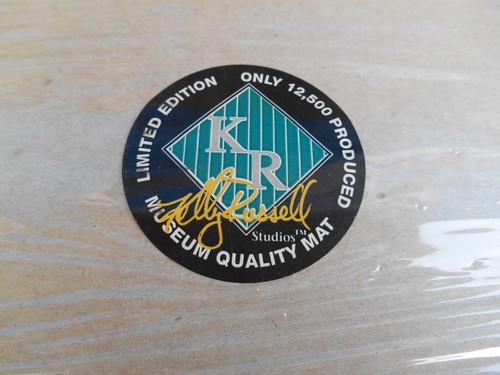 LIMITED EDITION
ONLY 12,500 PRODUCED
KR
Kelly Russell
Studios™
MUSEUM QUALITY MAT